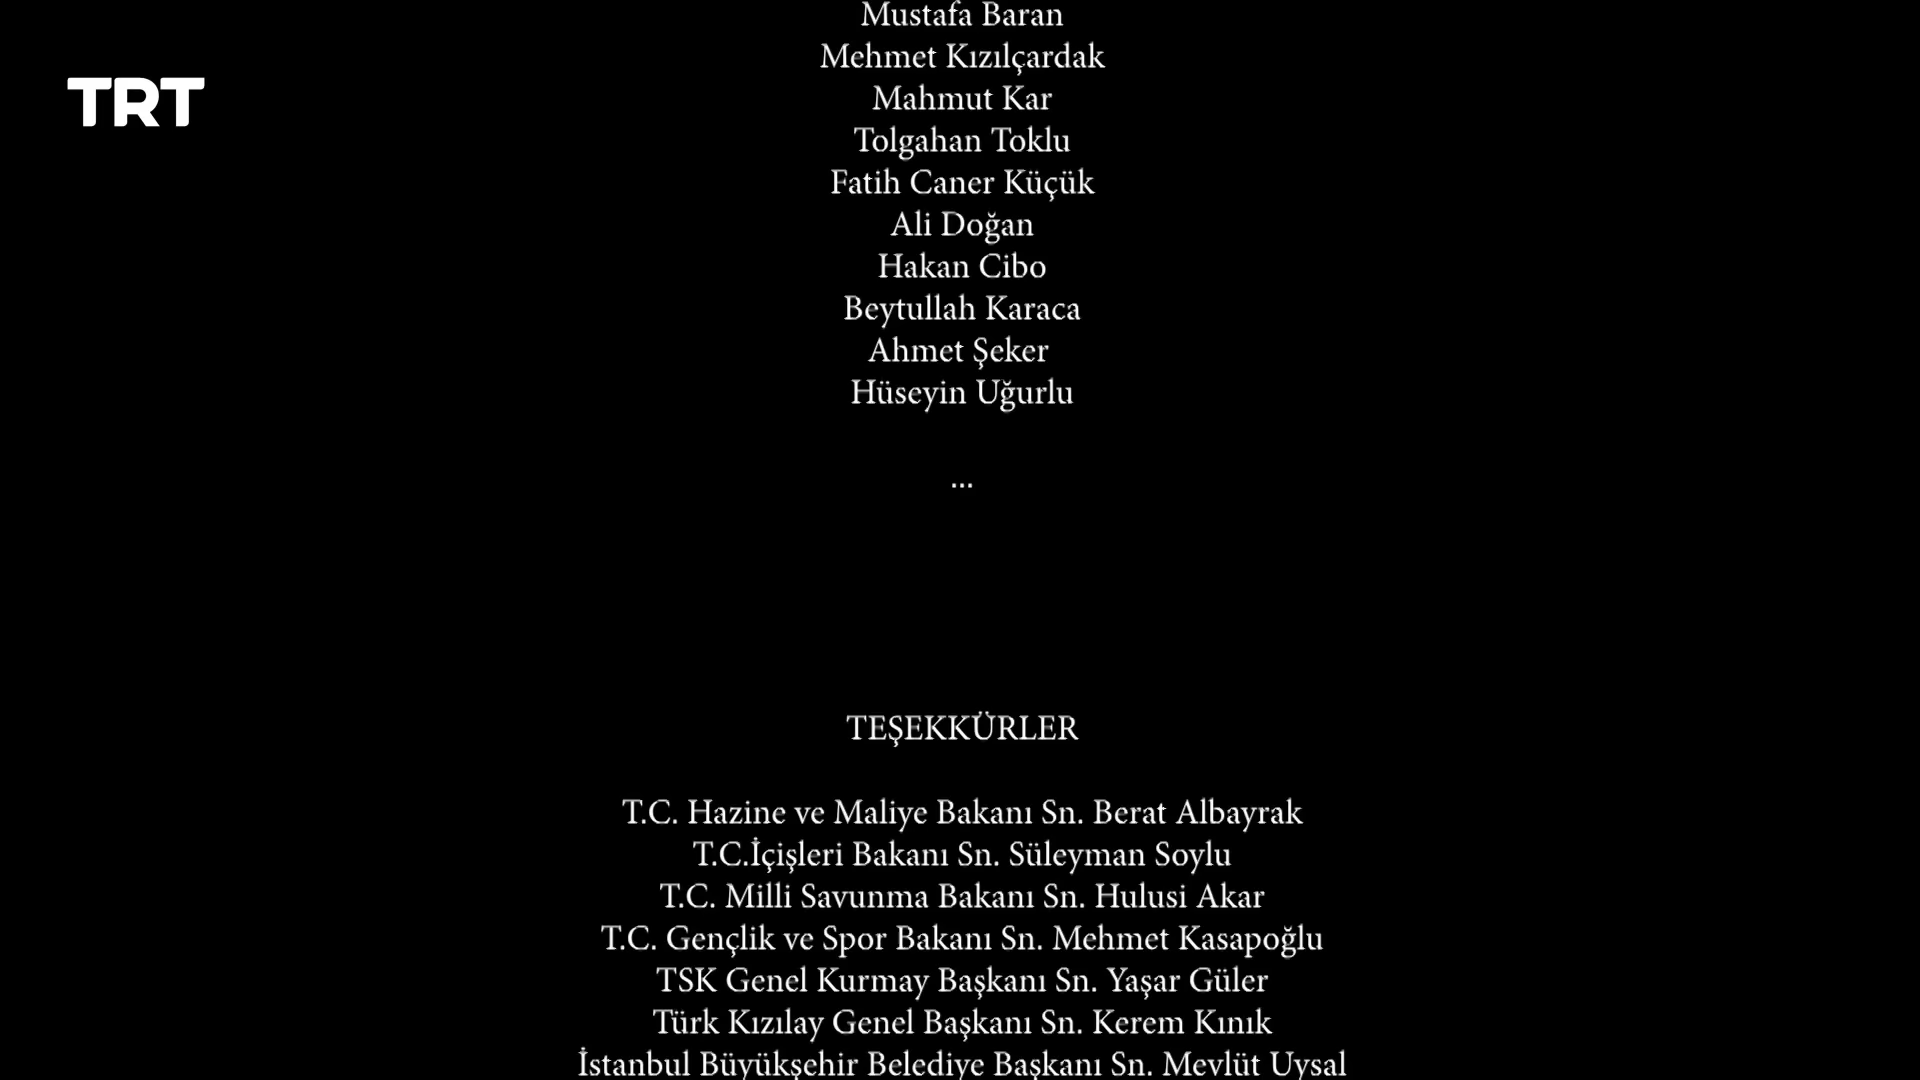 Mustafa Baran
TRT
Mehmet Kızılçardak
Mahmut Kar
Tolgahan Toklu
Fatih Caner Küçük
Ali Doğan
Hakan Cibo
Beytullah Karaca
Ahmet Şeker
Hüseyin Uğurlu
...
TEŞEKKÜRLER
T.C. Hazine ve Maliye Bakanı Sn. Berat Albayrak
T.C.İçişleri Bakanı Sn. Süleyman Soylu
T.C. Milli Savunma Bakanı Sn. Hulusi Akar
T.C. Gençlik ve Spor Bakanı Sn. Mehmet Kasapoğlu
TSK Genel Kurmay Başkanı Sn. Yaşar Güler
Türk Kızılay Genel Başkanı Sn. Kerem Kınık
İstanbul Büyükşehir Belediye Başkanı Sn. Mevlüt Uysal